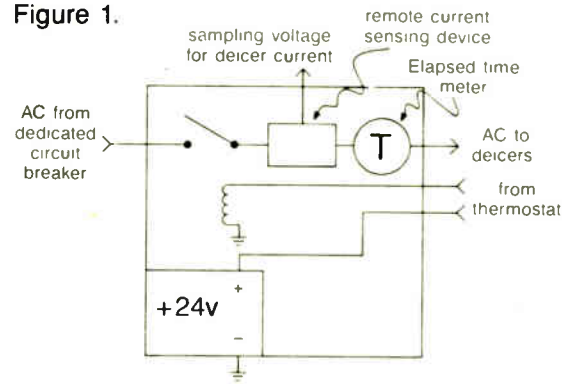 Figure 1.
sampling voltage
for deicer current
remote current
sensing device
Elapsed time
meter
AC from
dedicated
circuit
breaker
T
AC to
deicers
from
thermostat
+
+24v
-